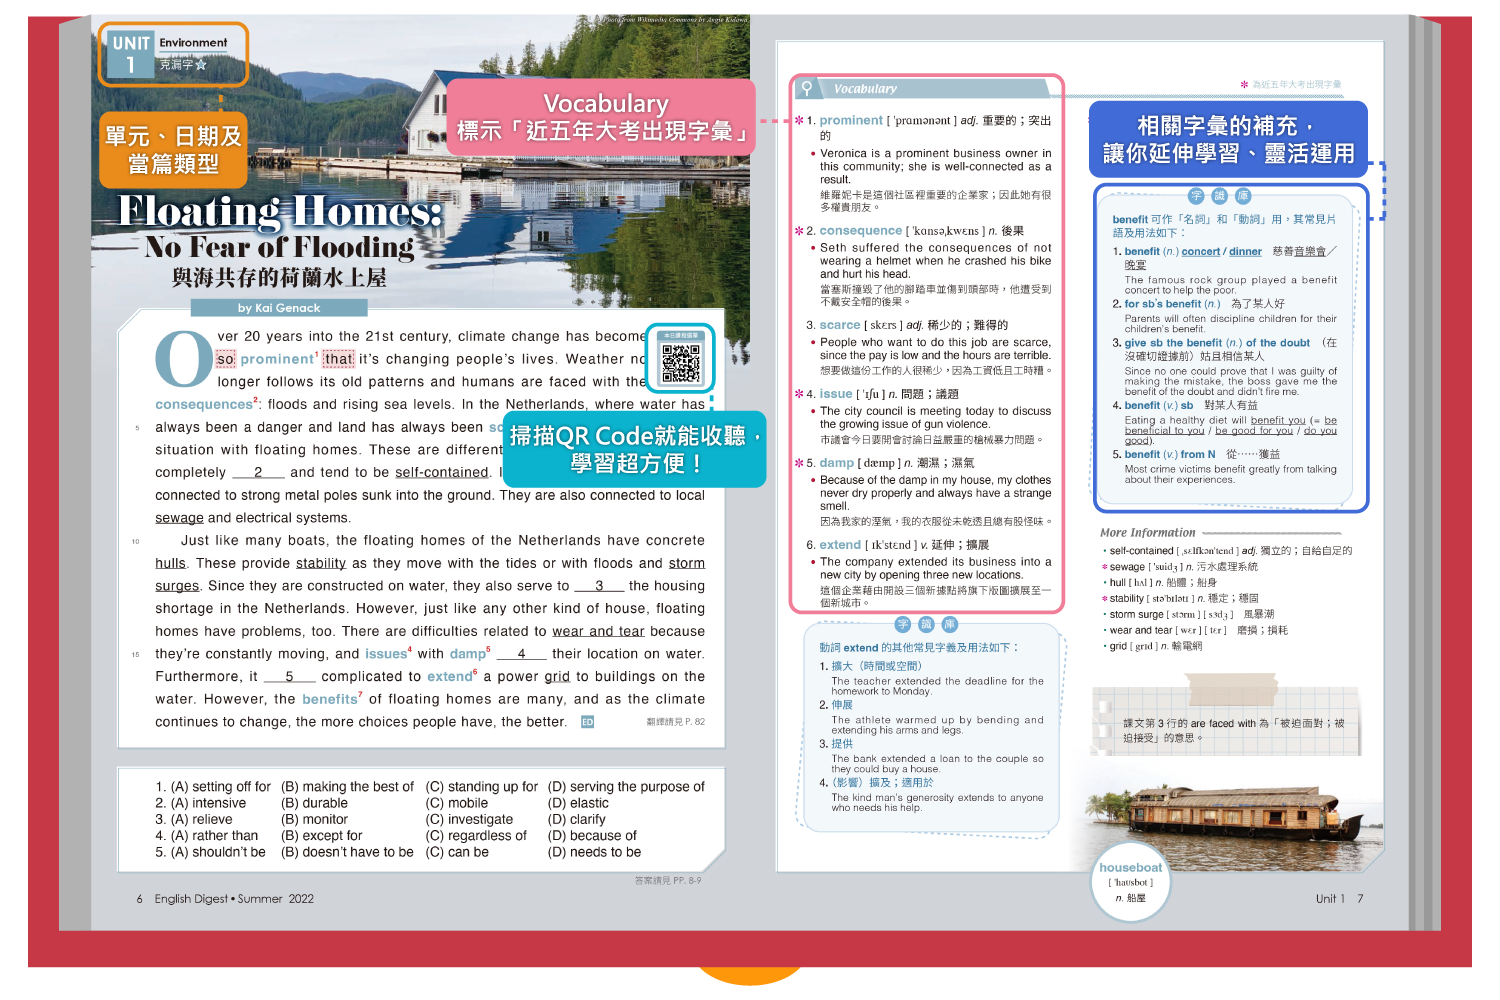 Photo from Wikimedia Commons by Angie Kidown
UNIT
1
Environment
克漏字☆
單元、日期及
當篇類型
Vocabulary
標示「近五年大考出現字彙」
Floating Homes:
No Fear of Flooding
與海共存的荷蘭水上屋
by Kai Genack
Over 20 years into the 21st century, climate change has become
so prominent1 that it's changing people's lives. Weather no
longer follows its old patterns and humans are faced with the
consequences2: floods and rising sea levels. In the Netherlands, where water has
5 always been a danger and land has always been sc
situation with floating homes. These are different
completely 2 and tend to be self-contained. I
connected to strong metal poles sunk into the ground. They are also connected to local
sewage and electrical systems.
10 Just like many boats, the floating homes of the Netherlands have concrete
hulls. These provide stability as they move with the tides or with floods and storm
surges. Since they are constructed on water, they also serve to 3 the housing
shortage in the Netherlands. However, just like any other kind of house, floating
homes have problems, too. There are difficulties related to wear and tear because
15 they're constantly moving, and issues4 with damp5 4 their location on water.
Furthermore, it 5 complicated to extend6 a power grid to buildings on the
water. However, the benefits7 of floating homes are many, and as the climate
continues to change, the more choices people have, the better. ED
翻譯請見 P. 82
掃描QR Code就能收聽，
學習超方便！
1. (A) setting off for (B) making the best of (C) standing up for (D) serving the purpose of
2. (A) intensive (B) durable (C) mobile (D) elastic
3. (A) relieve (B) monitor (C) investigate (D) clarify
4. (A) rather than (B) except for (C) regardless of (D) because of
5. (A) shouldn't be (B) doesn't have to be (C) can be (D) needs to be
答案請見 PP. 8-9
6 English Digest • Summer 2022
Vocabulary
✻ 1. prominent [ ˈprɑmənənt ] adj. 重要的；突出
的
• Veronica is a prominent business owner in
this community; she is well-connected as a
result.
維羅妮卡是這個社區裡重要的企業家；因此她有很
多權貴朋友。
✻ 2. consequence [ ˈkɑnsəˌkwɛns ] n. 後果
• Seth suffered the consequences of not
wearing a helmet when he crashed his bike
and hurt his head.
當塞斯撞毀了他的腳踏車並傷到頭部時，他遭受到
不戴安全帽的後果。
3. scarce [ skɛrs ] adj. 稀少的；難得的
• People who want to do this job are scarce,
since the pay is low and the hours are terrible.
想要做這份工作的人很稀少，因為工資低且工時糟。
✻ 4. issue [ ˈɪʃu ] n. 問題；議題
• The city council is meeting today to discuss
the growing issue of gun violence.
市議會今日要開會討論日益嚴重的槍械暴力問題。
✻ 5. damp [ dæmp ] n. 潮濕；濕氣
• Because of the damp in my house, my clothes
never dry properly and always have a strange
smell.
因為我家的溼氣，我的衣服從未乾透且總有股怪味。
6. extend [ ɪkˈstɛnd ] v. 延伸；擴展
• The company extended its business into a
new city by opening three new locations.
這個企業藉由開設三個新據點將旗下版圖擴展至一
個新城市。
字 識 庫
動詞 extend 的其他常見字義及用法如下：
1. 擴大（時間或空間）
The teacher extended the deadline for the
homework to Monday.
2. 伸展
The athlete warmed up by bending and
extending his arms and legs.
3. 提供
The bank extended a loan to the couple so
they could buy a house.
4.（影響）擴及；適用於
The kind man's generosity extends to anyone
who needs his help.
✻ 為近五年大考出現字彙
相關字彙的補充，
讓你延伸學習、靈活運用
字 識 庫
benefit 可作「名詞」和「動詞」用，其常見片
語及用法如下：
1. benefit (n.) concert / dinner 慈善音樂會／
晚宴
The famous rock group played a benefit
concert to help the poor.
2. for sb's benefit (n.) 為了某人好
Parents will often discipline children for their
children's benefit.
3. give sb the benefit (n.) of the doubt （在
沒確切證據前）姑且相信某人
Since no one could prove that I was guilty of
making the mistake, the boss gave me the
benefit of the doubt and didn't fire me.
4. benefit (v.) sb 對某人有益
Eating a healthy diet will benefit you (= be
beneficial to you / be good for you / do you
good).
5. benefit (v.) from N 從⋯⋯獲益
Most crime victims benefit greatly from talking
about their experiences.
More Information
• self-contained [ ˌsɛlfkənˈtend ] adj. 獨立的；自給自足的
✻ sewage [ ˈsuɪdʒ ] n. 污水處理系統
• hull [ hʌl ] n. 船體；船身
✻ stability [ stəˈbɪlətɪ ] n. 穩定；穩固
• storm surge [ stɔrm ] [ sɝdʒ ] 風暴潮
• wear and tear [ wɛr ] [ tɛr ] 磨損；損耗
• grid [ grɪd ] n. 輸電網
課文第 3 行的 are faced with 為「被迫面對；被
迫接受」的意思。
houseboat
[ ˈhaʊsbot ]
n. 船屋
Unit 1 7